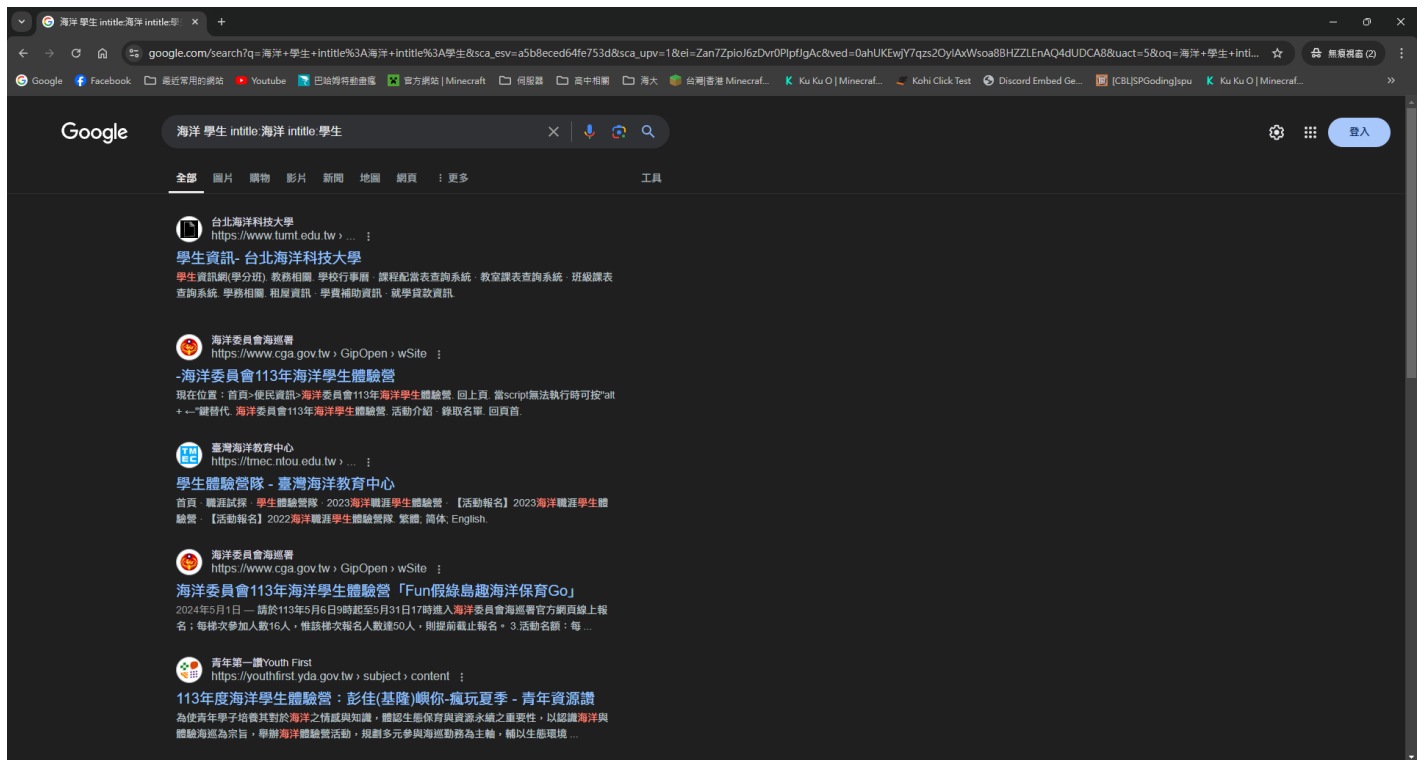 海洋 學生 intitle:海洋 intitle:學
google.com/search?q=海洋+學生+intitle%3A海洋+intitle%3A學生&sca_esv=a5b8eced64fe753d&sca_upv=1&ei=Zan7ZpioJ6zDvr0PlpfJgAc&ved=0ahUKEwjY7qzs2OyIAxWsoa8BHZZLEnAQ4dUDCA8&uact=5&oq=海洋+學生+inti...
無痕視窗 (2)
Google Facebook 最近常用的網站 Youtube 巴哈姆特動畫瘋 官方網站 | Minecraft 伺服器 高中相關 海大 台灣|香港 Minecraf... Ku Ku O | Minecraf... Kohi Click Test Discord Embed Ge... [CBL|SPGoding]spu Ku Ku O | Minecraf...
Google 海洋 學生 intitle:海洋 intitle:學生 登入
全部 圖片 購物 影片 新聞 地圖 網頁 更多 工具
台北海洋科技大學
https://www.tumt.edu.tw › ...
學生資訊- 台北海洋科技大學
學生資訊網(學分班). 教務相關. 學校行事曆 · 課程配當表查詢系統 · 教室課表查詢系統 · 班級課表
查詢系統. 學務相關. 租屋資訊 · 學費補助資訊 · 就學貸款資訊.
海洋委員會海巡署
https://www.cga.gov.tw › GipOpen › wSite
-海洋委員會113年海洋學生體驗營
現在位置：首頁>便民資訊>海洋委員會113年海洋學生體驗營. 回上頁. 當script無法執行時可按"alt
+ ←"鍵替代. 海洋委員會113年海洋學生體驗營. 活動介紹 · 錄取名單. 回頁首.
臺灣海洋教育中心
https://tmec.ntou.edu.tw › ...
學生體驗營隊 - 臺灣海洋教育中心
首頁 · 職涯試探 · 學生體驗營隊 · 2023海洋職涯學生體驗營 · 【活動報名】2023海洋職涯學生體
驗營 · 【活動報名】2022海洋職涯學生體驗營隊. 繁體; 简体; English.
海洋委員會海巡署
https://www.cga.gov.tw › GipOpen › wSite
海洋委員會113年海洋學生體驗營「Fun假綠島趣海洋保育Go」
2024年5月1日 — 請於113年5月6日9時起至5月31日17時進入海洋委員會海巡署官方網頁線上報
名；每梯次參加人數16人，惟該梯次報名人數達50人，則提前截止報名。 3.活動名額：每 ...
青年第一讚Youth First
https://youthfirst.yda.gov.tw › subject › content
113年度海洋學生體驗營：彭佳(基隆)嶼你-瘋玩夏季 - 青年資源讚
為使青年學子培養其對於海洋之情感與知識，體認生態保育與資源永續之重要性，以認識海洋與
體驗海巡為宗旨，舉辦海洋體驗營活動，規劃多元參與海巡勤務為主軸，輔以生態環境 ...